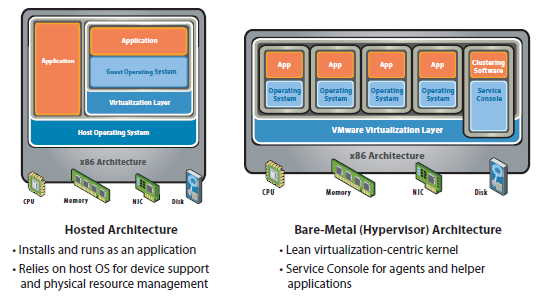 Application
Application
Guest Operating System
Virtualization Layer
Host Operating System
x86 Architecture
CPU
Memory
NIC
Disk
Hosted Architecture
• Installs and runs as an application
• Relies on host OS for device support
and physical resource management
App
App
App
App
Clustering
Software
Operating
System
Operating
System
Operating
System
Operating
System
Service
Console
VMware Virtualization Layer
x86 Architecture
CPU
Memory
NIC
Disk
Bare-Metal (Hypervisor) Architecture
• Lean virtualization-centric kernel
• Service Console for agents and helper
applications